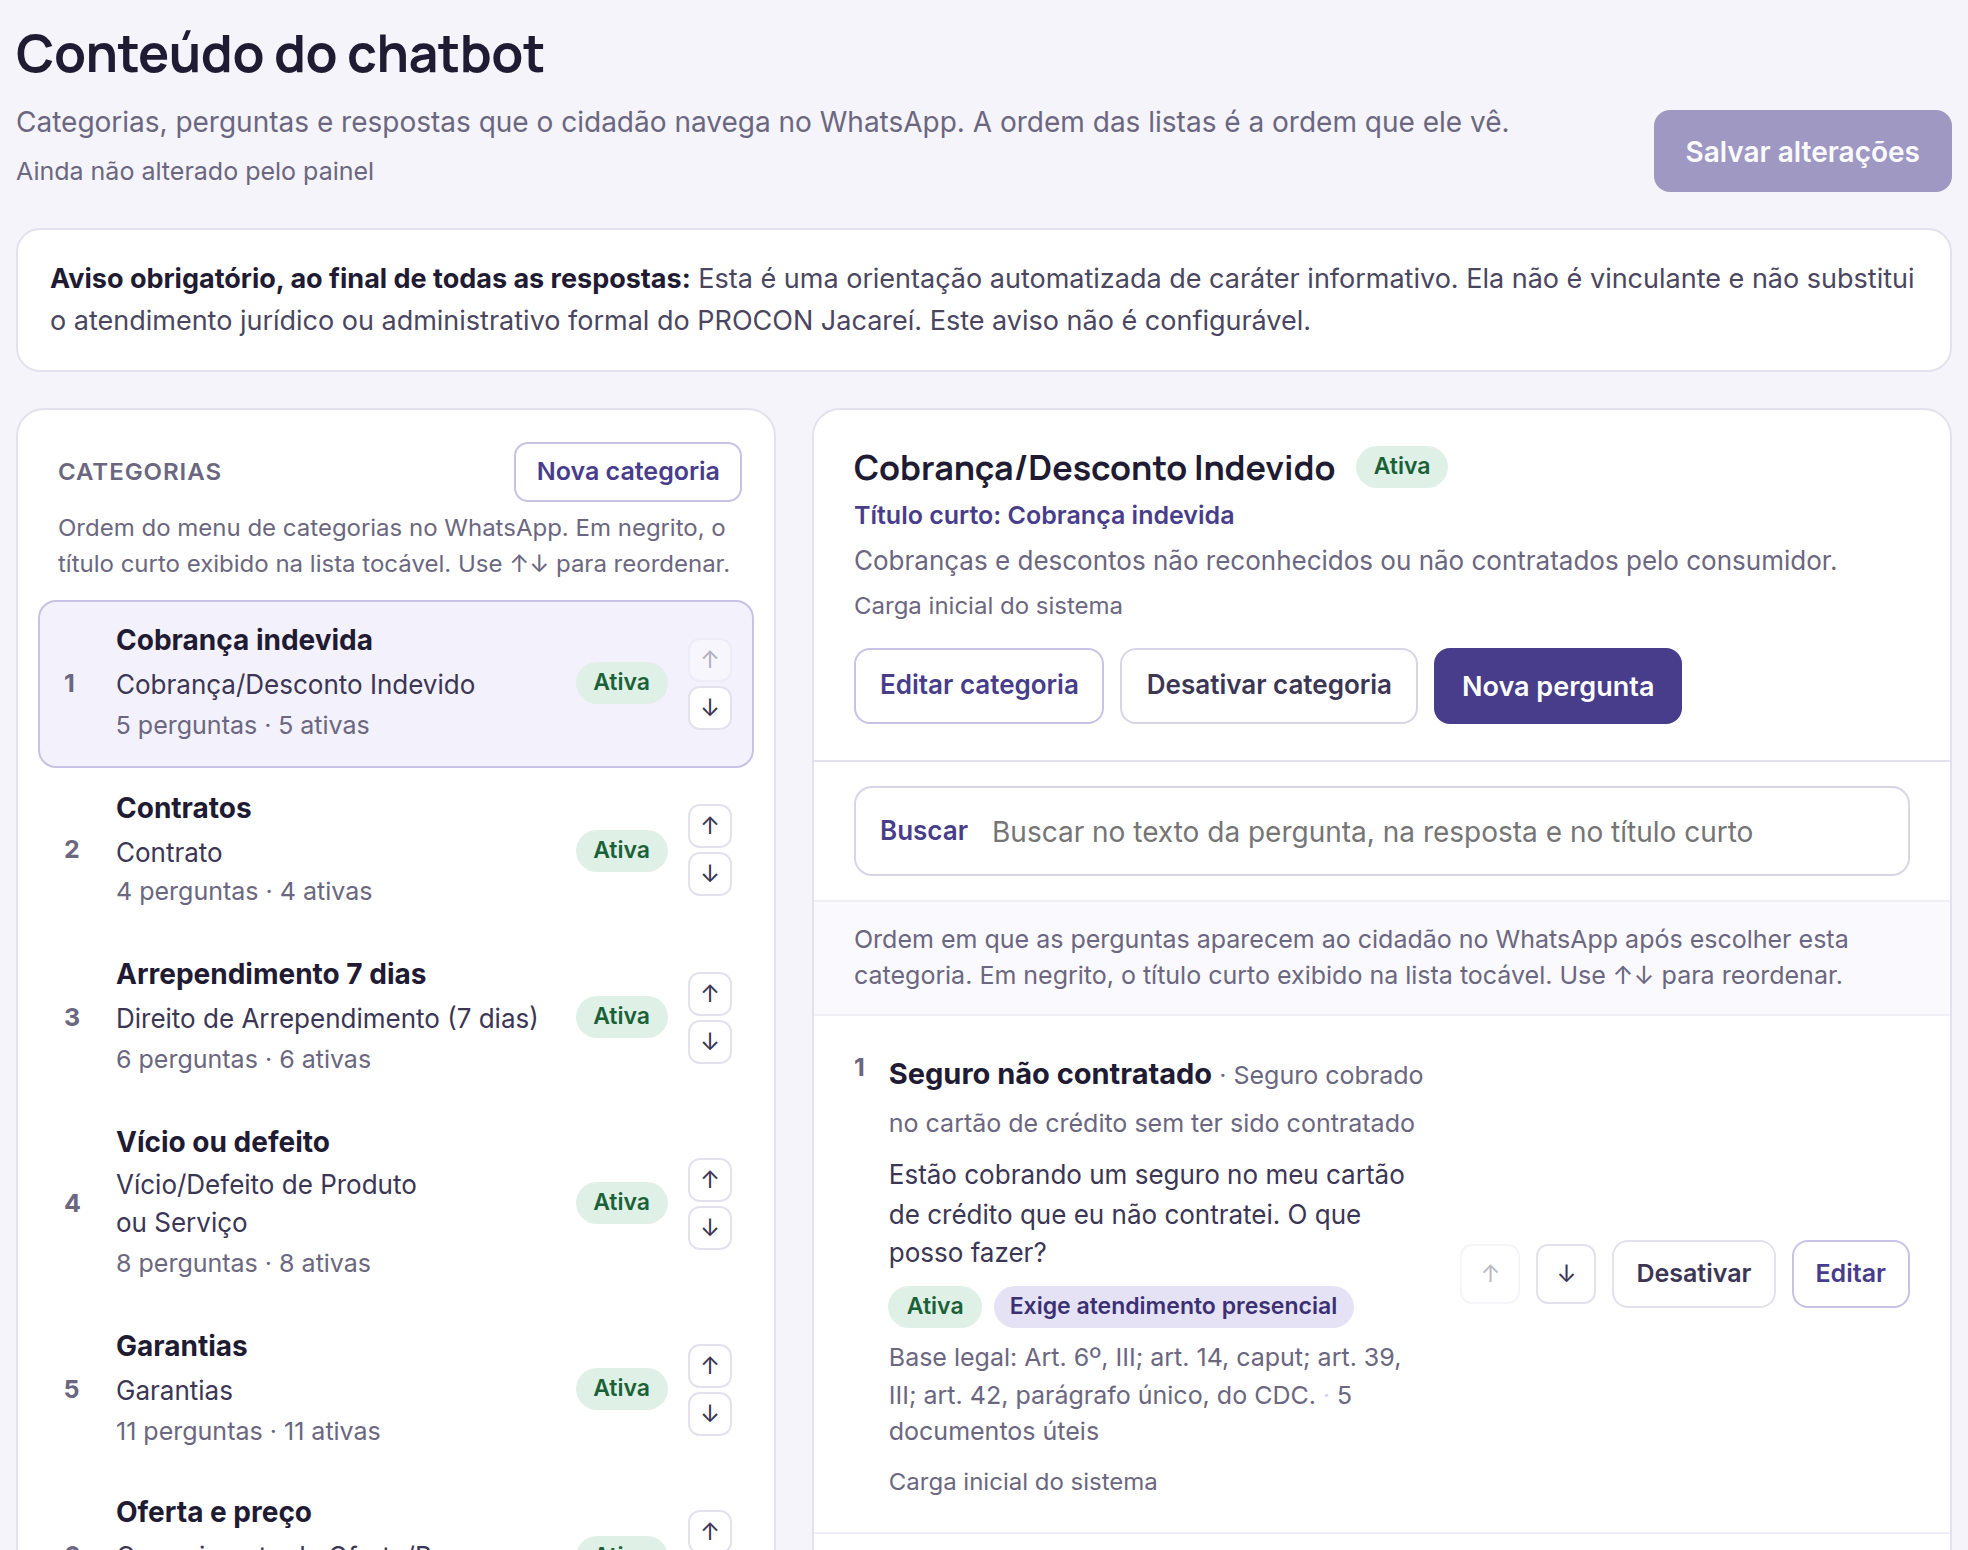 Conteúdo do chatbot
Categorias, perguntas e respostas que o cidadão navega no WhatsApp. A ordem das listas é a ordem que ele vê.
Ainda não alterado pelo painel
Salvar alterações
Aviso obrigatório, ao final de todas as respostas: Esta é uma orientação automatizada de caráter informativo. Ela não é vinculante e não substitui
o atendimento jurídico ou administrativo formal do PROCON Jacareí. Este aviso não é configurável.
CATEGORIAS
Nova categoria
Ordem do menu de categorias no WhatsApp. Em negrito, o
título curto exibido na lista tocável. Use ↑↓ para reordenar.
1
Cobrança indevida
Cobrança/Desconto Indevido
5 perguntas · 5 ativas
Ativa
↑
↓
2
Contratos
Contrato
4 perguntas · 4 ativas
Ativa
↑
↓
3
Arrependimento 7 dias
Direito de Arrependimento (7 dias)
6 perguntas · 6 ativas
Ativa
↑
↓
4
Vício ou defeito
Vício/Defeito de Produto
ou Serviço
8 perguntas · 8 ativas
Ativa
↑
↓
5
Garantias
Garantias
11 perguntas · 11 ativas
Ativa
↑
↓
Oferta e preço
↑
Cobrança/Desconto Indevido
Ativa
Título curto: Cobrança indevida
Cobranças e descontos não reconhecidos ou não contratados pelo consumidor.
Carga inicial do sistema
Editar categoria
Desativar categoria
Nova pergunta
Buscar
Buscar no texto da pergunta, na resposta e no título curto
Ordem em que as perguntas aparecem ao cidadão no WhatsApp após escolher esta
categoria. Em negrito, o título curto exibido na lista tocável. Use ↑↓ para reordenar.
1
Seguro não contratado · Seguro cobrado
no cartão de crédito sem ter sido contratado
Estão cobrando um seguro no meu cartão
de crédito que eu não contratei. O que
posso fazer?
Ativa
Exige atendimento presencial
Base legal: Art. 6º, III; art. 14, caput; art. 39,
III; art. 42, parágrafo único, do CDC. · 5
documentos úteis
Carga inicial do sistema
↑
↓
Desativar
Editar